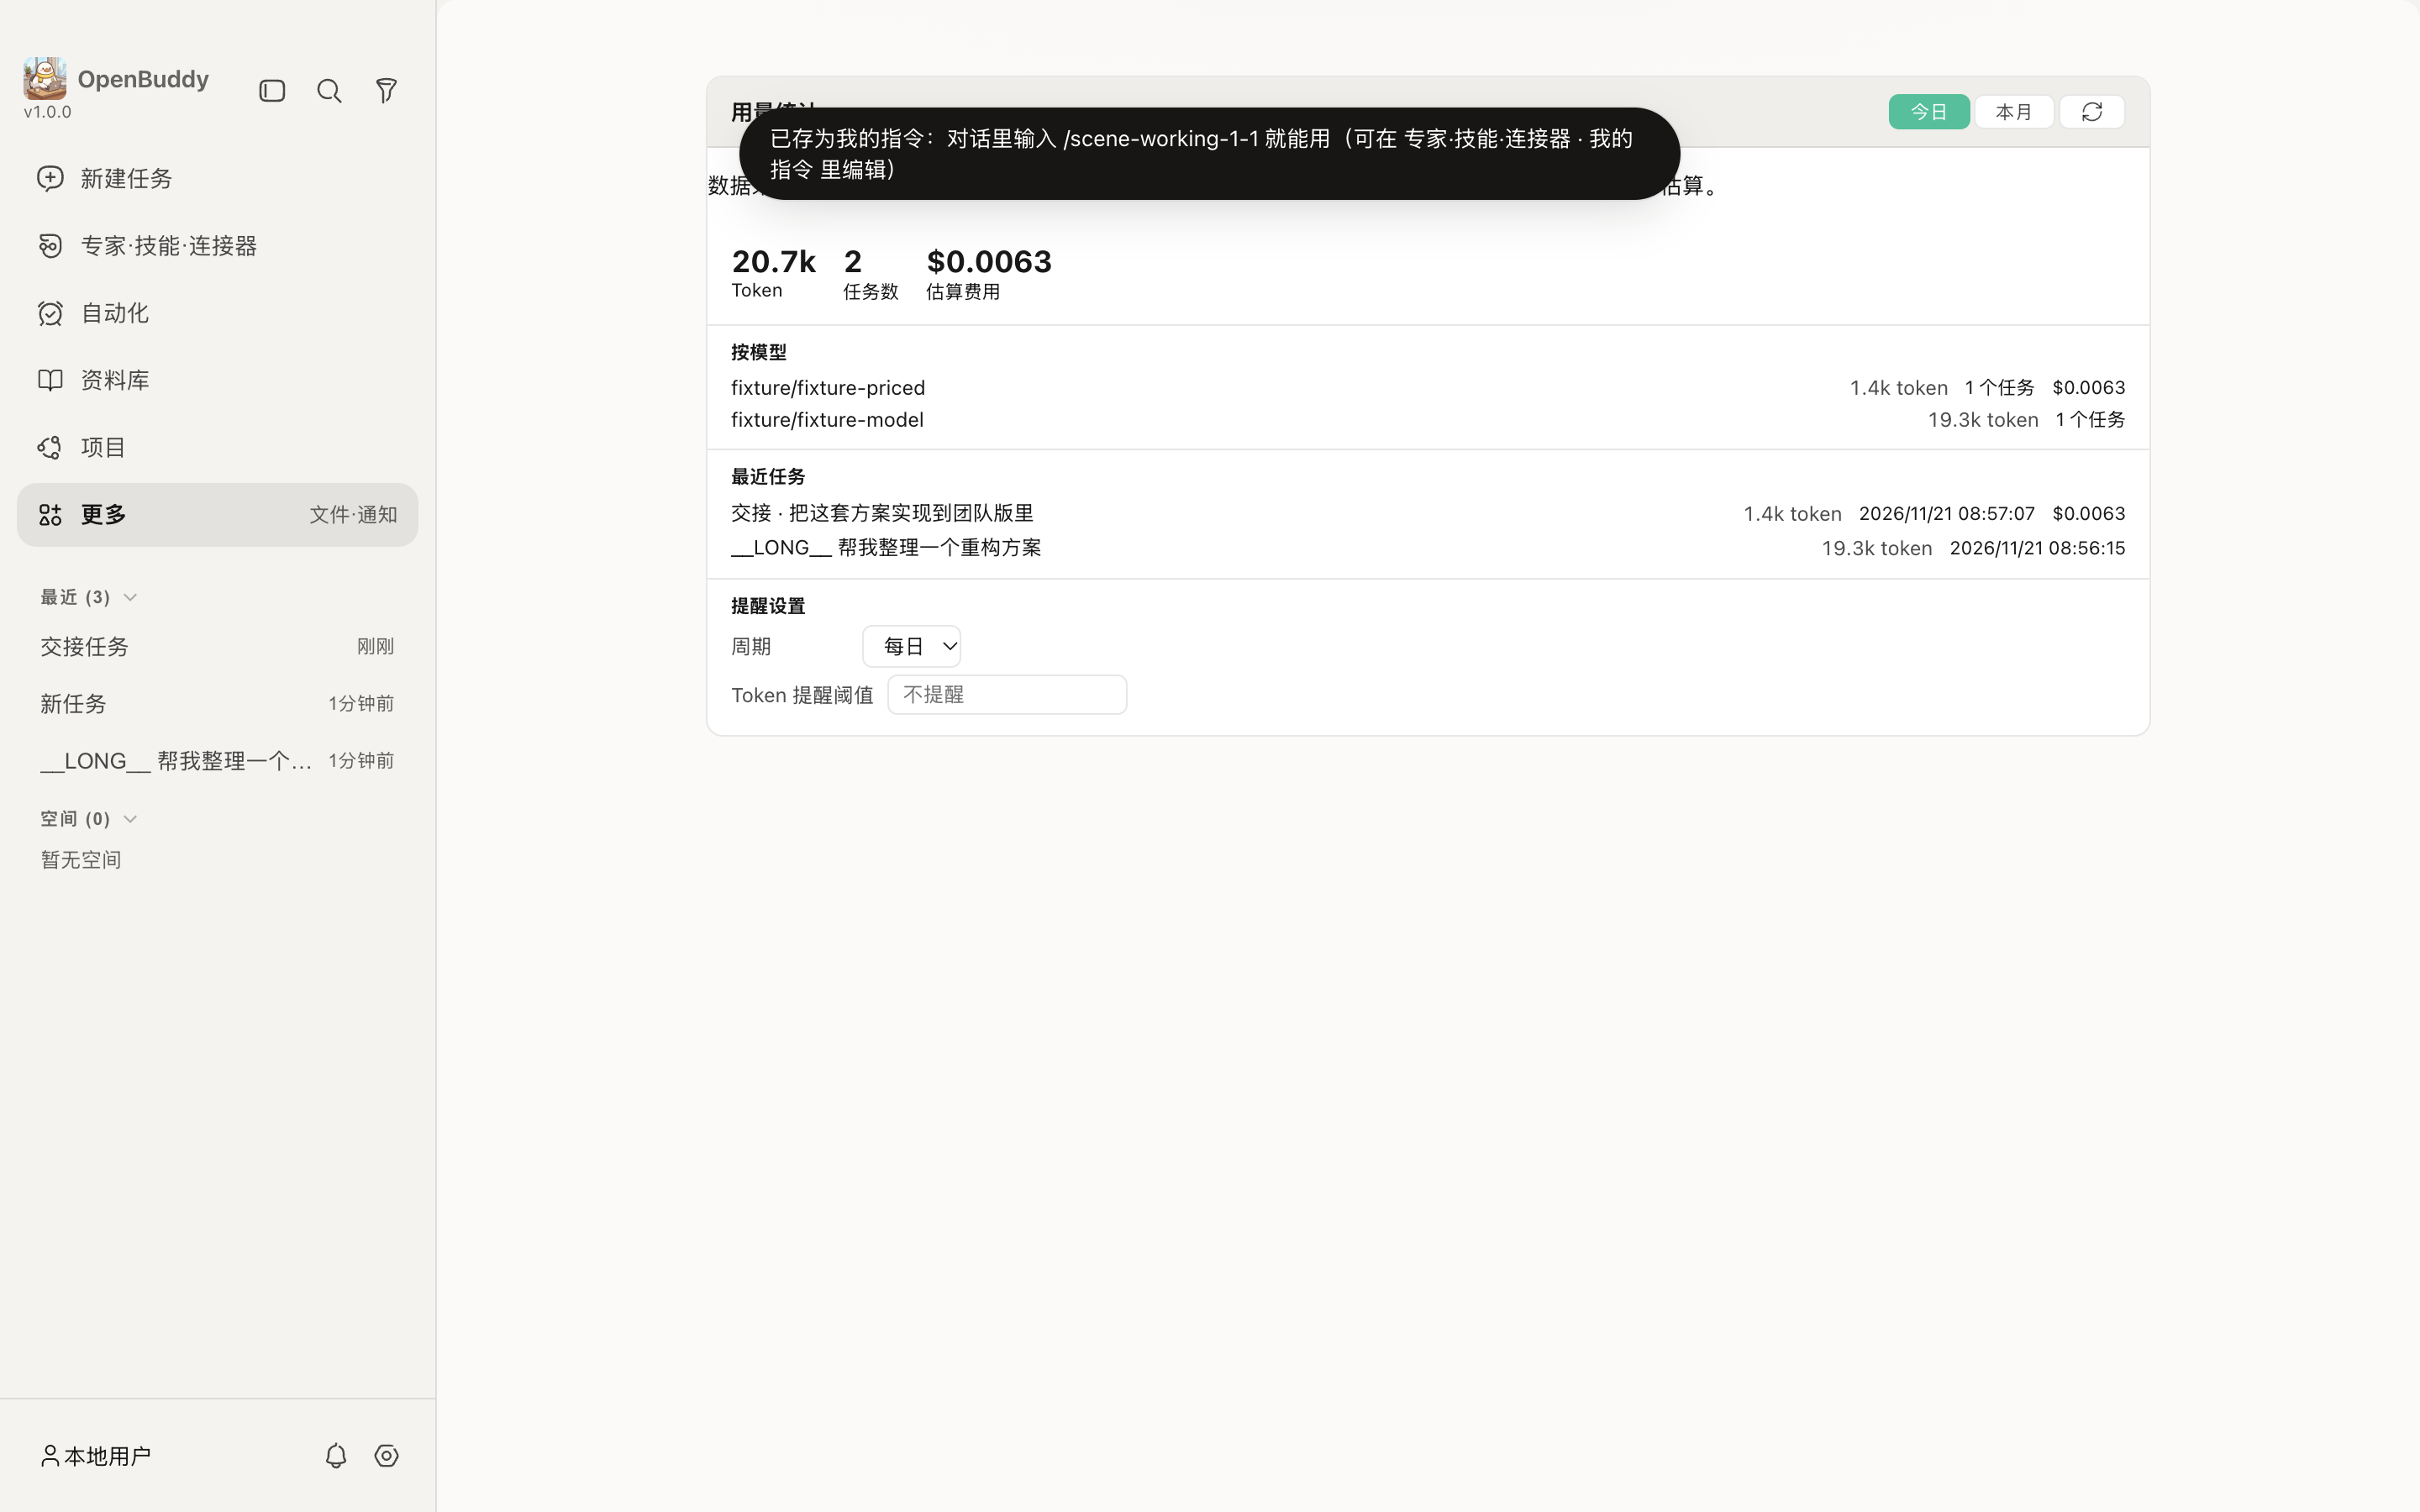 OpenBuddy
v1.0.0
新建任务
专家·技能·连接器
自动化
资料库
项目
更多 文件·通知
最近 (3)
交接任务 刚刚
新任务 1分钟前
__LONG__ 帮我整理一个... 1分钟前
空间 (0)
暂无空间
本地用户
今日 本月
已存为我的指令：对话里输入 /scene-working-1-1 就能用（可在 专家·技能·连接器 · 我的
指令 里编辑）
数据 估算。
20.7k 2 $0.0063
Token 任务数 估算费用
按模型
fixture/fixture-priced 1.4k token 1 个任务 $0.0063
fixture/fixture-model 19.3k token 1 个任务
最近任务
交接 · 把这套方案实现到团队版里 1.4k token 2026/11/21 08:57:07 $0.0063
__LONG__ 帮我整理一个重构方案 19.3k token 2026/11/21 08:56:15
提醒设置
周期 每日
Token 提醒阈值 不提醒